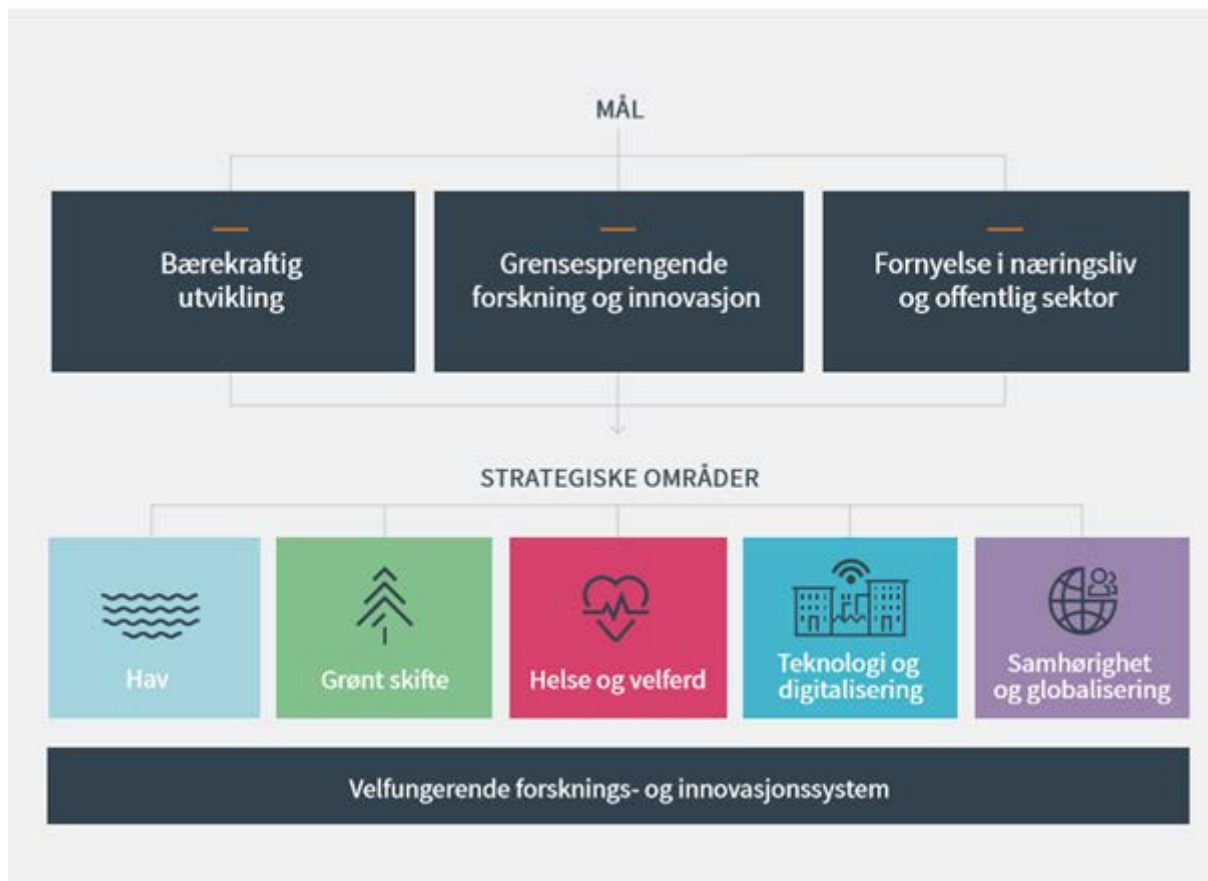 MÅL
Bærekraftig
utvikling
Grensesprengende
forskning og innovasjon
Fornyelse i næringsliv
og offentlig sektor
STRATEGISKE OMRÅDER
Hav
Grønt skifte
Helse og velferd
Teknologi og
digitalisering
Samhørighet
og globalisering
Velfungerende forsknings- og innovasjonssystem